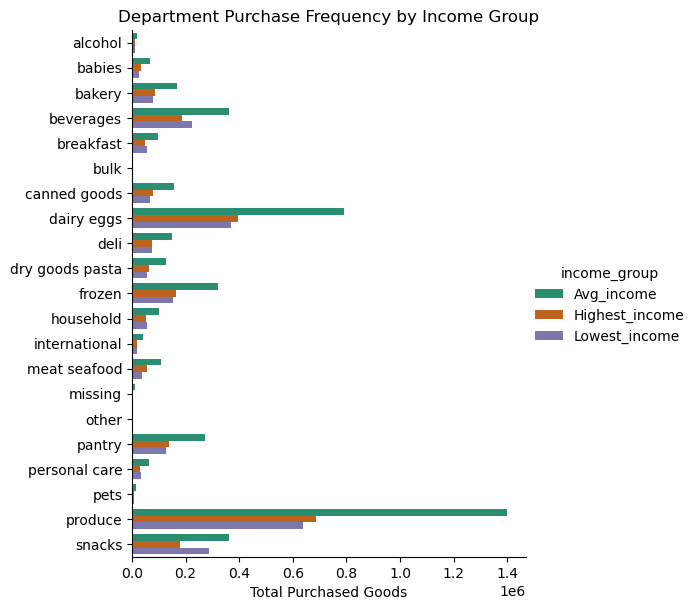 Department Purchase Frequency by Income Group
alcohol
babies
bakery
beverages
breakfast
bulk
canned goods
dairy eggs
deli
dry goods pasta
frozen
household
international
meat seafood
missing
other
pantry
personal care
pets
produce
snacks
0.0 0.2 0.4 0.6 0.8 1.0 1.2 1.4
1e6
Total Purchased Goods
income_group
Avg_income
Highest_income
Lowest_income